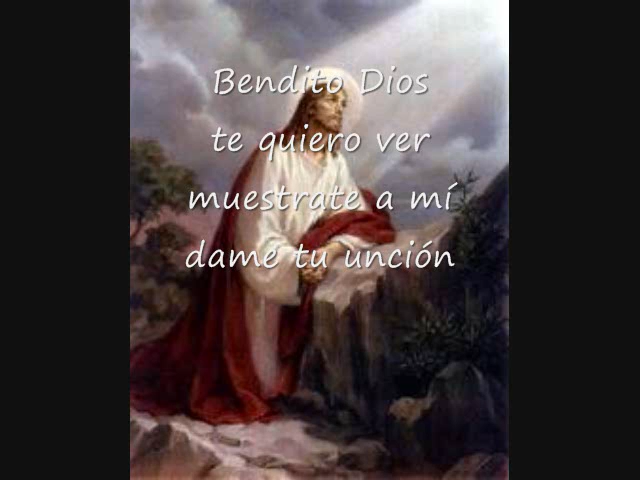 Bendito Dios
te quiero ver
muestrate a mí
dame tu unción